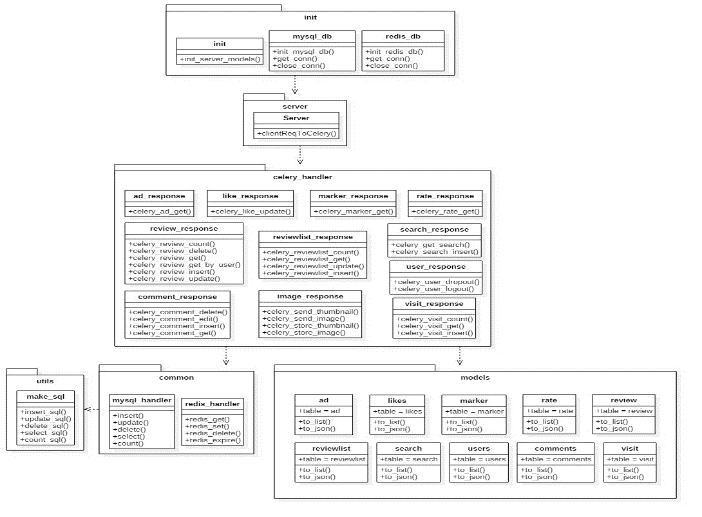 init
init
+init_server_models()
mysql_db
+init_mysql_db()
+get_conn()
+close_conn()
redis_db
+init_redis_db()
+get_conn()
+close_conn()
server
Server
+clientReqToCelery()
celery_handler
ad_response
+celery_ad_get()
like_response
+celery_like_update()
marker_response
+celery_marker_get()
rate_response
+celery_rate_get()
review_response
+celery_review_count()
+celery_review_delete()
+celery_review_get()
+celery_review_get_by_user()
+celery_review_insert()
+celery_review_update()
reviewlist_response
+celery_reviewlist_count()
+celery_reviewlist_get()
+celery_reviewlist_update()
+celery_reviewlist_insert()
search_response
+celery_get_search()
+celery_search_insert()
user_response
+celery_user_dropout()
+celery_user_logout()
comment_response
+celery_comment_delete()
+celery_comment_edit()
+celery_comment_insert()
+celery_comment_get()
image_response
+celery_send_thumbnail()
+celery_send_image()
+celery_store_thumbnail()
+celery_store_image()
visit_response
+celery_visit_count()
+celery_visit_get()
+celery_visit_insert()
utils
make_sql
+insert_sql()
+update_sql()
+delete_sql()
+select_sql()
+count_sql()
common
mysql_handler
+insert()
+update()
+delete()
+select()
+count()
redis_handler
+redis_get()
+redis_set()
+redis_delete()
+redis_expire()
models
ad
+table = ad
+to_list()
+to_json()
likes
+table = likes
+to_list()
+to_json()
marker
+table = marker
+to_list()
+to_json()
rate
+table = rate
+to_list()
+to_json()
review
+table = review
+to_list()
+to_json()
reviewlist
+table = reviewlist
+to_list()
+to_json()
search
+table = search
+to_list()
+to_json()
users
+table = users
+to_list()
+to_json()
comments
+table = comments
+to_list()
+to_json()
visit
+table = visit
+to_list()
+to_json()